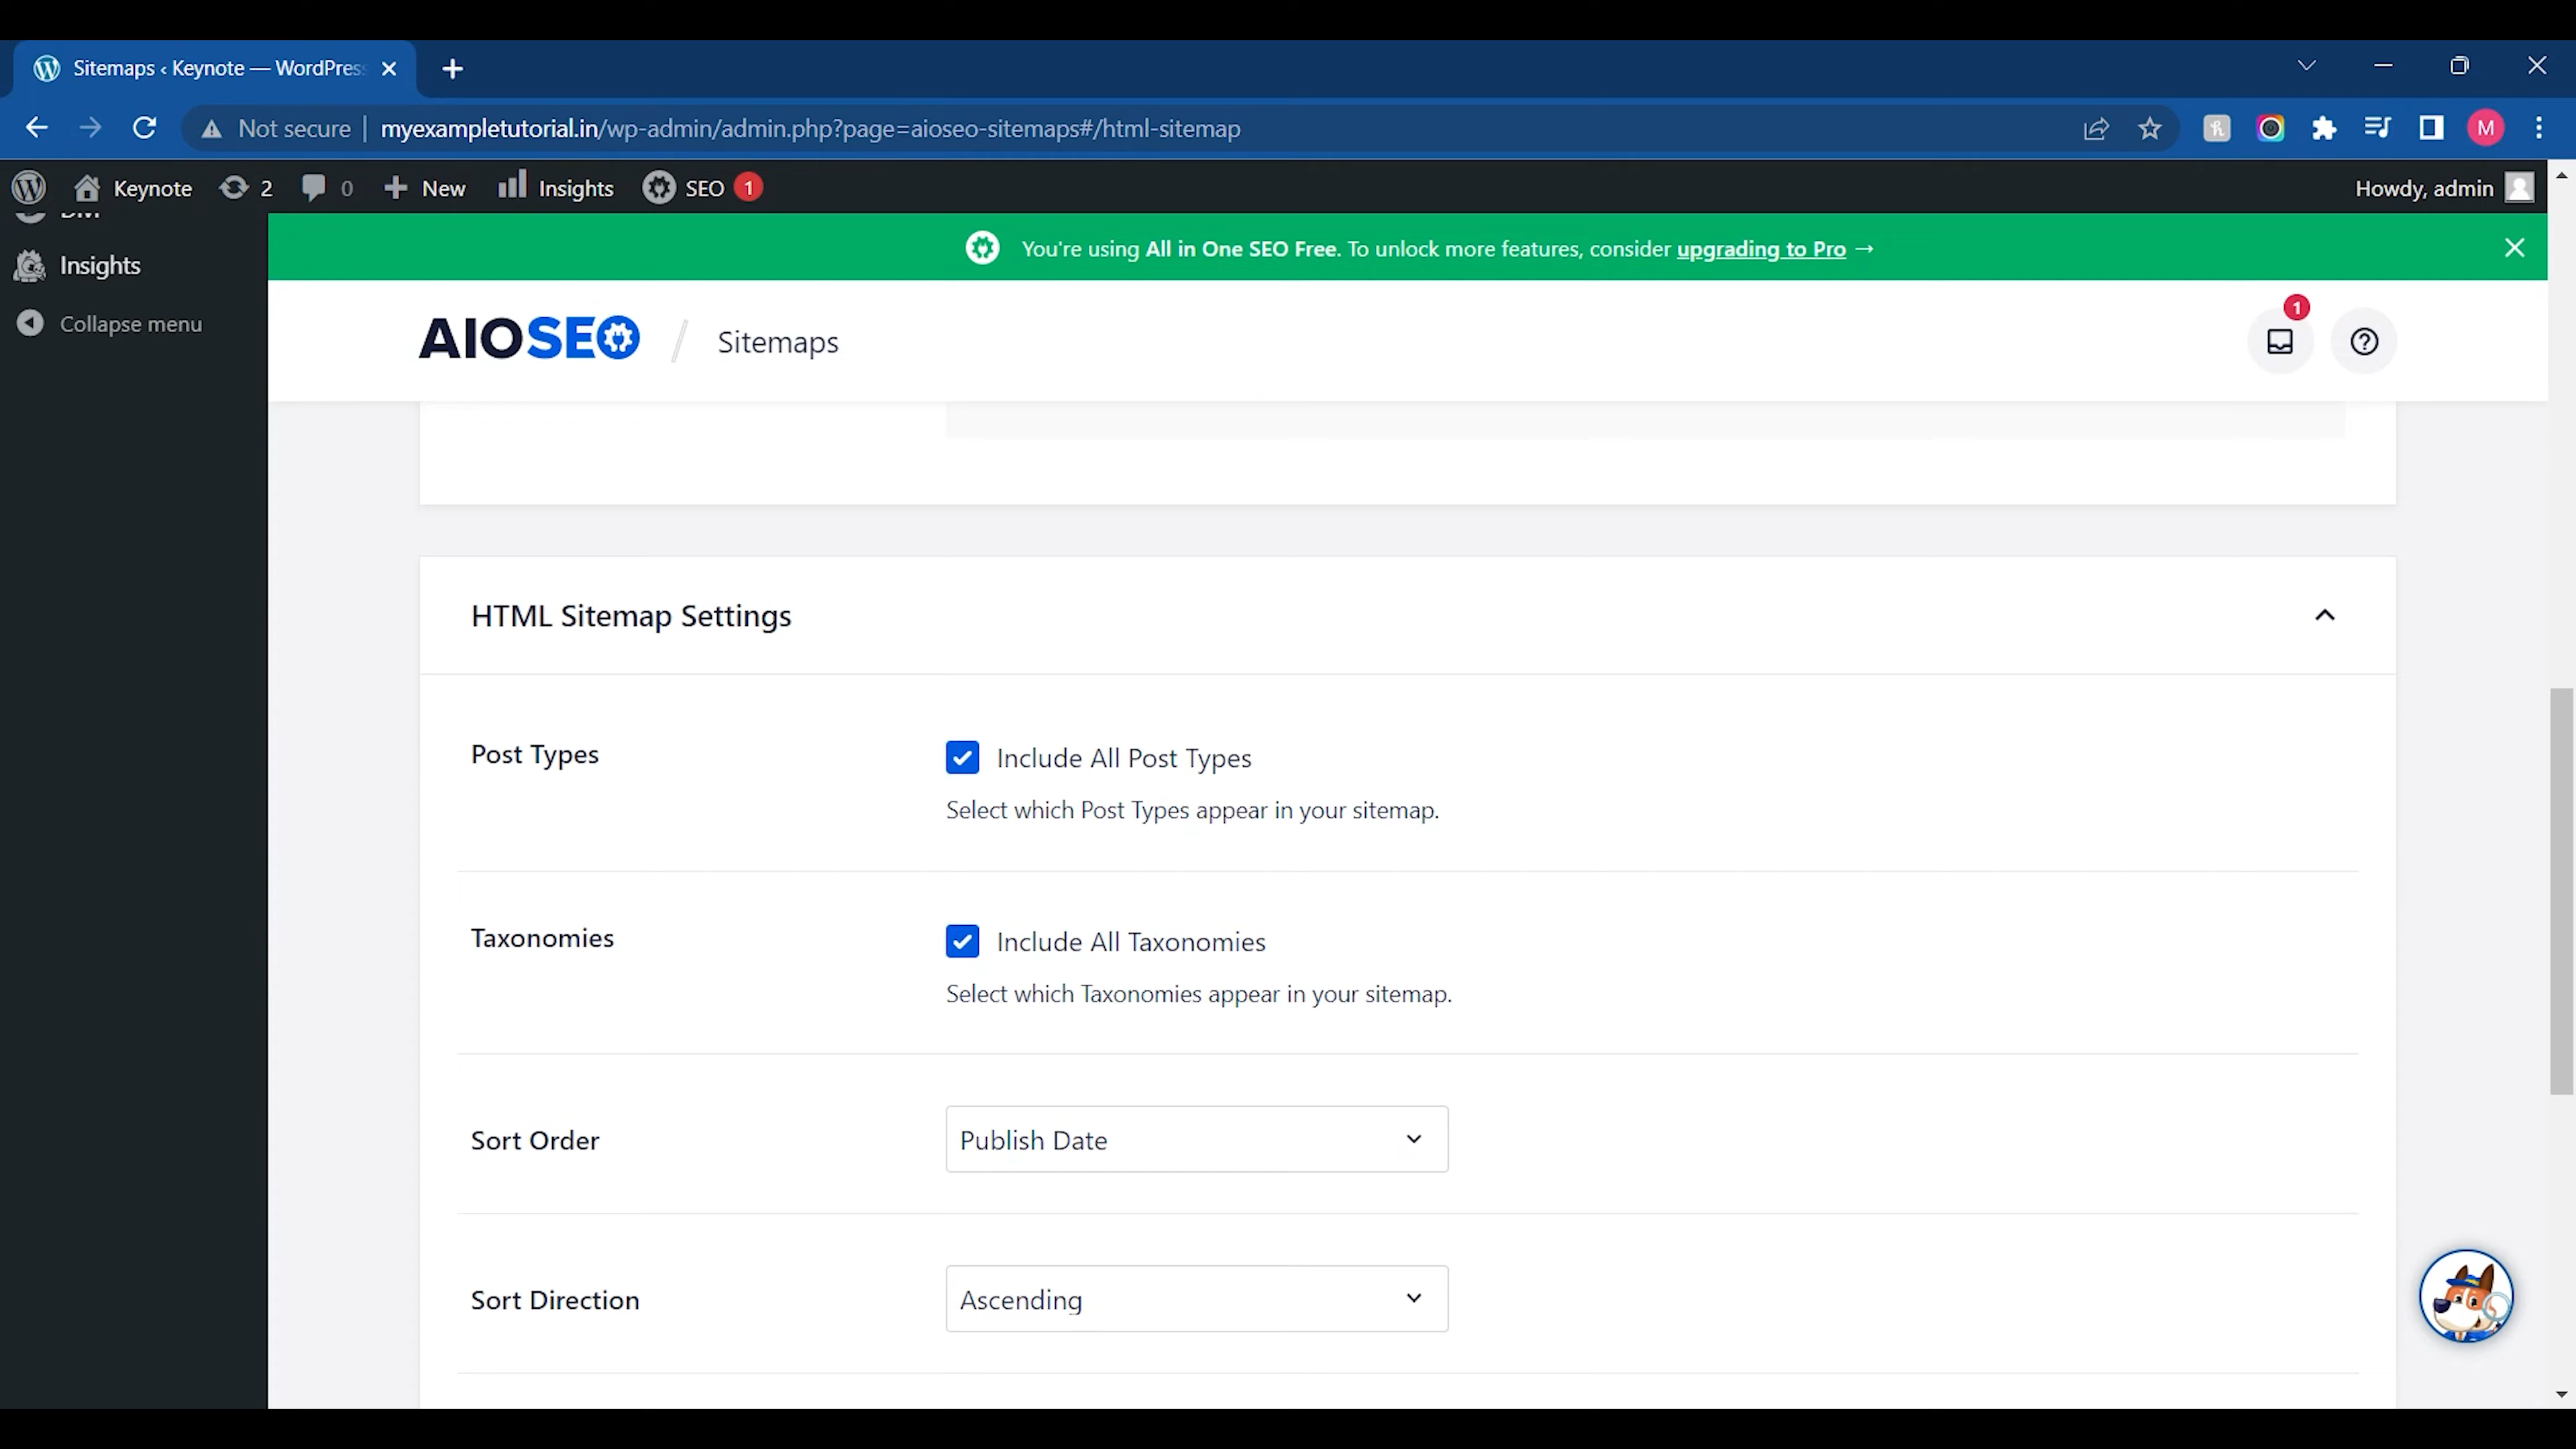 Sitemaps ‹ Keynote — WordPress
Not secure
myexampletutorial.in/wp-admin/admin.php?page=aioseo-sitemaps#/html-sitemap
M
Keynote
2
0
New
Insights
SEO
1
Howdy, admin
Insights
Collapse menu
You're using All in One SEO Free. To unlock more features, consider upgrading to Pro →
AIOSEO / Sitemaps
1
HTML Sitemap Settings
Post Types
Include All Post Types
Select which Post Types appear in your sitemap.
Taxonomies
Include All Taxonomies
Select which Taxonomies appear in your sitemap.
Sort Order
Publish Date
Sort Direction
Ascending